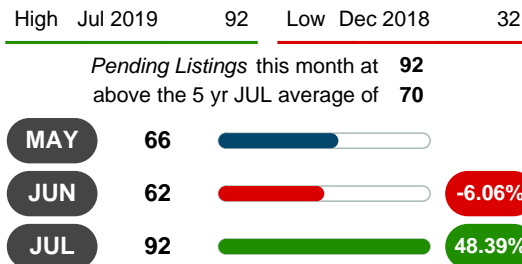 High Jul 2019 92 Low Dec 2018 32
Pending Listings this month at 92
above the 5 yr JUL average of 70
MAY 66
JUN 62 -6.06%
JUL 92 48.39%